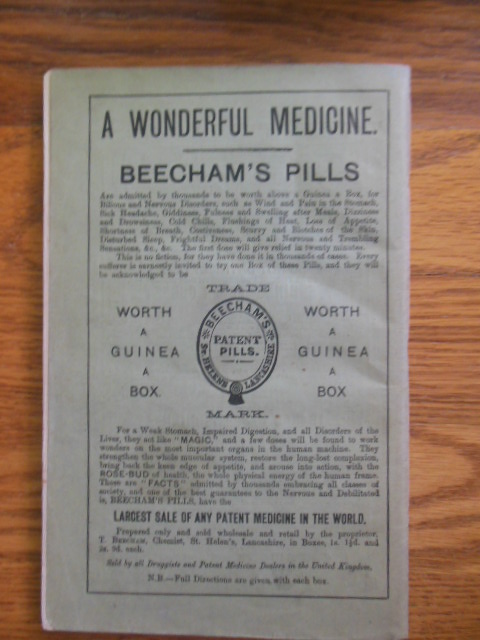 A WONDERFUL MEDICINE.
BEECHAM'S PILLS
Are admitted by thousands to be worth above a Guinea a Box, for
Bilious and Nervous Disorders, such as Wind and Pain in the Stomach,
Sick Headache, Giddiness, Fulness and Swelling after Meals, Dizziness
and Drowsiness, Cold Chills, Flushings of Heat, Loss of Appetite,
Shortness of Breath, Costiveness, Scurvy and Blotches of the Skin,
Disturbed Sleep, Frightful Dreams, and all Nervous and Trembling
Sensations, &c., &c. The first dose will give relief in twenty minutes.
This is no fiction, for they have done it in thousands of cases. Every
sufferer is earnestly invited to try one Box of these Pills, and they will
be acknowledged to be
TRADE
WORTH
A
GUINEA
A
BOX.
BEECHAM'S
PATENT
PILLS.
ST HELENS LANCASHIRE
WORTH
A
GUINEA
A
BOX.
MARK.
For a Weak Stomach, Impaired Digestion, and all Disorders of the
Liver, they act like "MAGIC," and a few doses will be found to work
wonders on the most important organs in the human machine. They
strengthen the whole muscular system, restore the long-lost complexion,
bring back the keen edge of appetite, and arouse into action, with the
ROSE-BUD of health, the whole physical energy of the human frame.
These are "FACTS" admitted by thousands embracing all classes of
society, and one of the best guarantees to the Nervous and Debilitated
is, BEECHAM'S PILLS, have the
LARGEST SALE OF ANY PATENT MEDICINE IN THE WORLD.
Prepared only and sold wholesale and retail by the proprietor,
T. BEECHAM, Chemist, St. Helen's, Lancashire, in Boxes, 1s. 1½d. and
2s. 9d. each.
Sold by all Druggists and Patent Medicine Dealers in the United Kingdom.
N.B.—Full Directions are given with each box.